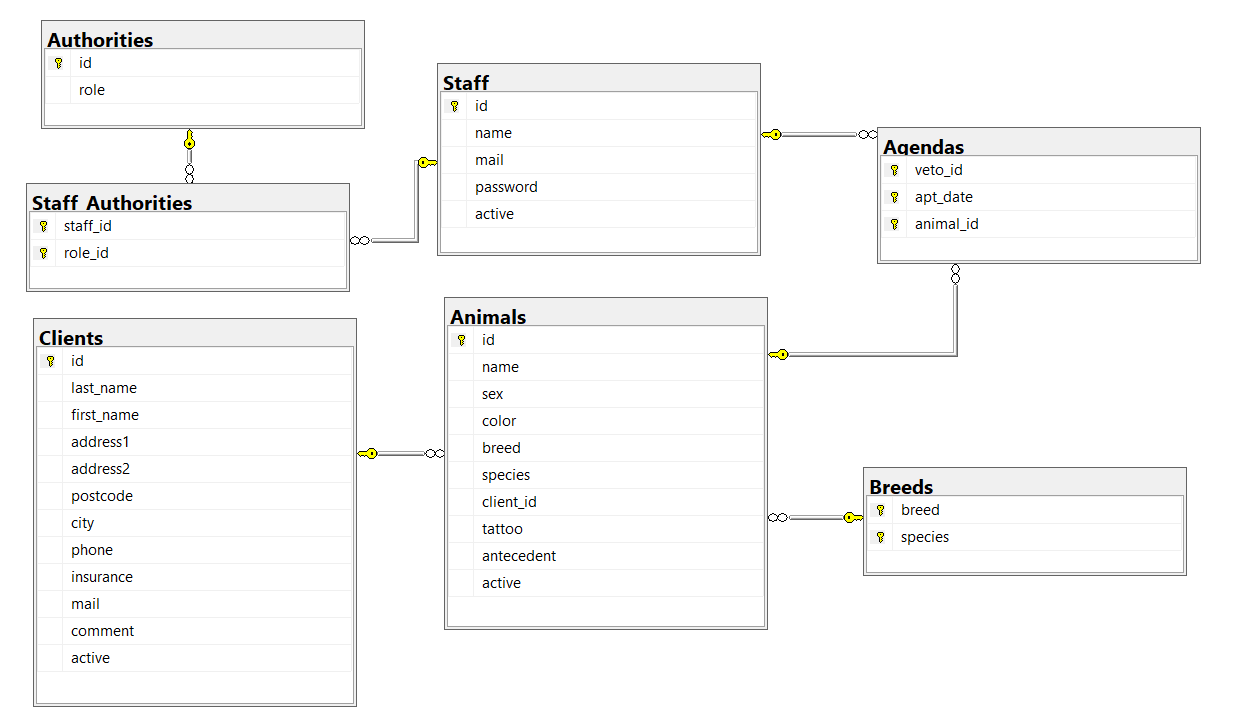 Authorities
id
role
Staff_Authorities
staff_id
role_id
Staff
id
name
mail
password
active
Agendas
veto_id
apt_date
animal_id
Clients
id
last_name
first_name
address1
address2
postcode
city
phone
insurance
mail
comment
active
Animals
id
name
sex
color
breed
species
client_id
tattoo
antecedent
active
Breeds
breed
species